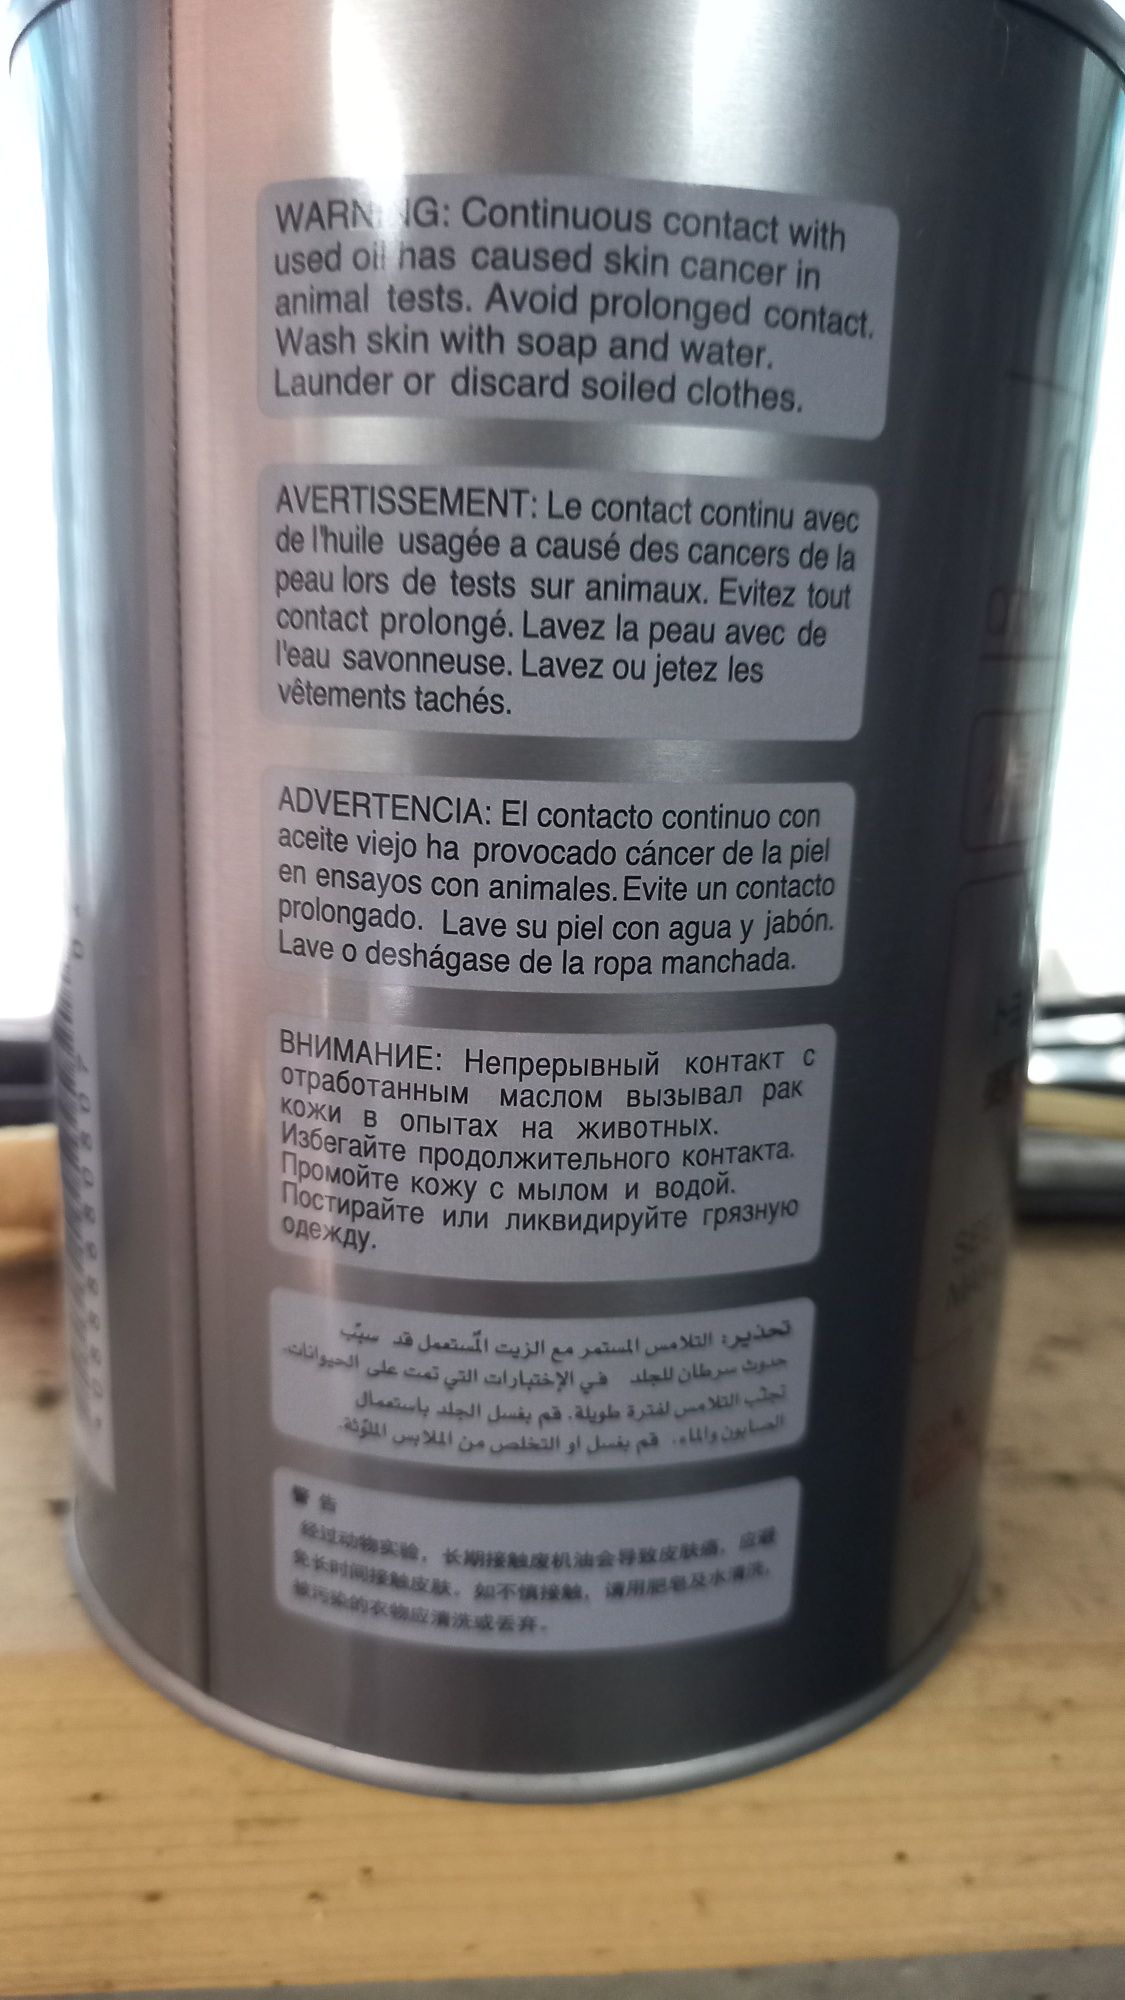 WARNING: Continuous contact with
used oil has caused skin cancer in
animal tests. Avoid prolonged contact.
Wash skin with soap and water.
Launder or discard soiled clothes.
AVERTISSEMENT: Le contact continu avec
de l'huile usagée a causé des cancers de la
peau lors de tests sur animaux. Evitez tout
contact prolongé. Lavez la peau avec de
l'eau savonneuse. Lavez ou jetez les
vêtements tachés.
ADVERTENCIA: El contacto continuo con
aceite viejo ha provocado cáncer de la piel
en ensayos con animales. Evite un contacto
prolongado. Lave su piel con agua y jabón.
Lave o deshágase de la ropa manchada.
ВНИМАНИЕ: Непрерывный контакт с
отработанным маслом вызывал рак
кожи в опытах на животных.
Избегайте продолжительного контакта.
Промойте кожу с мылом и водой.
Постирайте или ликвидируйте грязную
одежду.
تحذير: التلامس المستمر مع الزيت المُستعمل قد سبّب
حدوث سرطان للجلد في الإختبارات التي تمت على الحيوانات.
تجنّب التلامس لفترة طويلة. قم بغسل الجلد باستعمال
الصابون والماء. قم بغسل او التخلص من الملابس الملوّثة.
警告
经过动物实验，长期接触废机油会导致皮肤癌，应避
免长时间接触皮肤。如不慎接触，请用肥皂及水清洗，
被污染的衣物应清洗或丢弃。